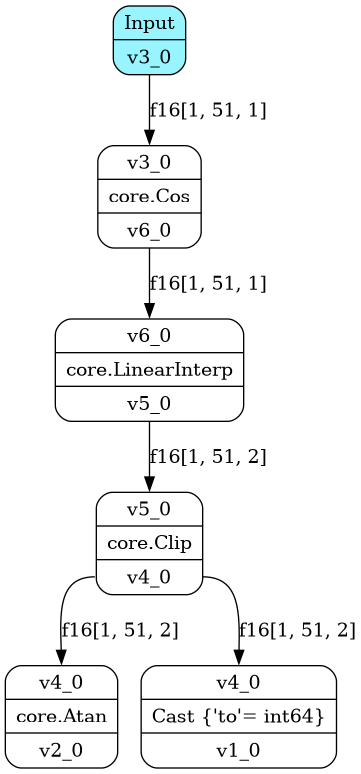 Input
v3_0
f16[1, 51, 1]
v3_0
core.Cos
v6_0
f16[1, 51, 1]
v6_0
core.LinearInterp
v5_0
f16[1, 51, 2]
v5_0
core.Clip
v4_0
f16[1, 51, 2]
f16[1, 51, 2]
v4_0
core.Atan
v2_0
v4_0
Cast {'to'= int64}
v1_0